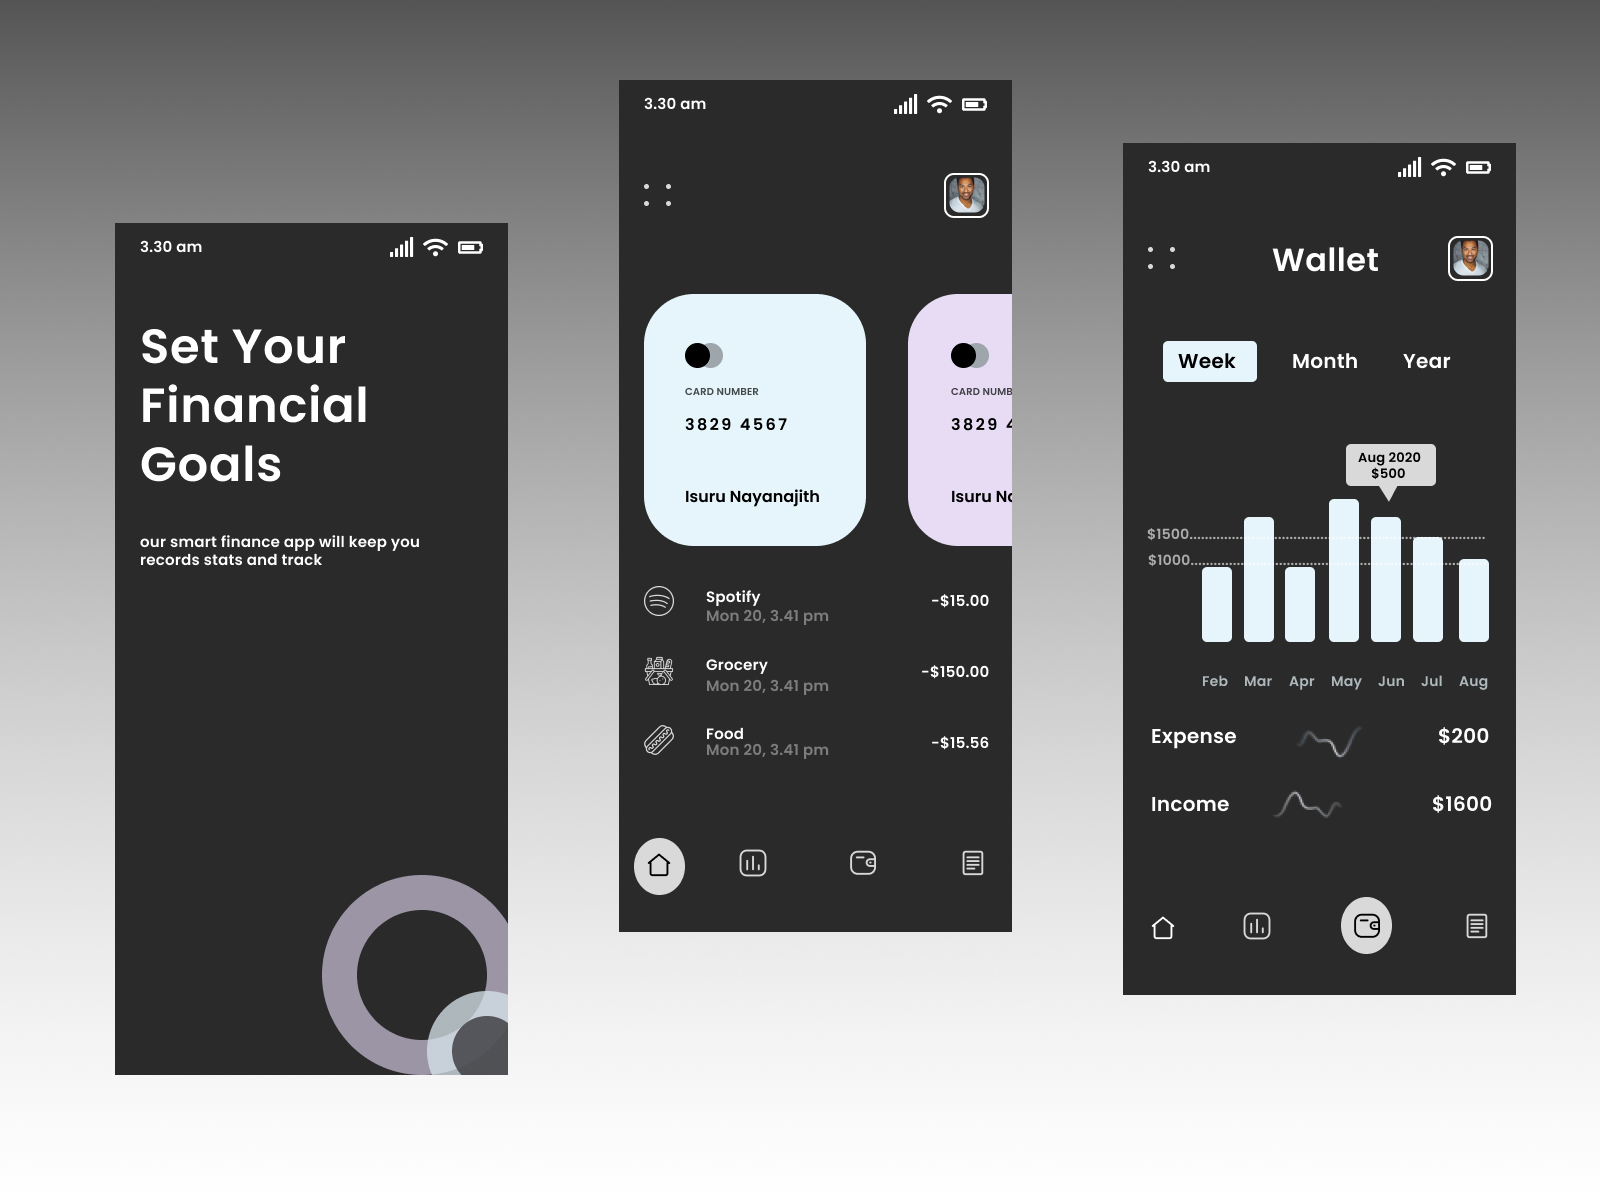 3.30 am
Set Your
Financial
Goals
our smart finance app will keep you
records stats and track
3.30 am
CARD NUMBER
3829 4567
Isuru Nayanajith
CARD NUMB
3829 4
Isuru Na
Spotify
Mon 20, 3.41 pm
-$15.00
Grocery
Mon 20, 3.41 pm
-$150.00
Food
Mon 20, 3.41 pm
-$15.56
3.30 am
Wallet
Week Month Year
Aug 2020
$500
$1500
$1000
Feb Mar Apr May Jun Jul Aug
Expense $200
Income $1600